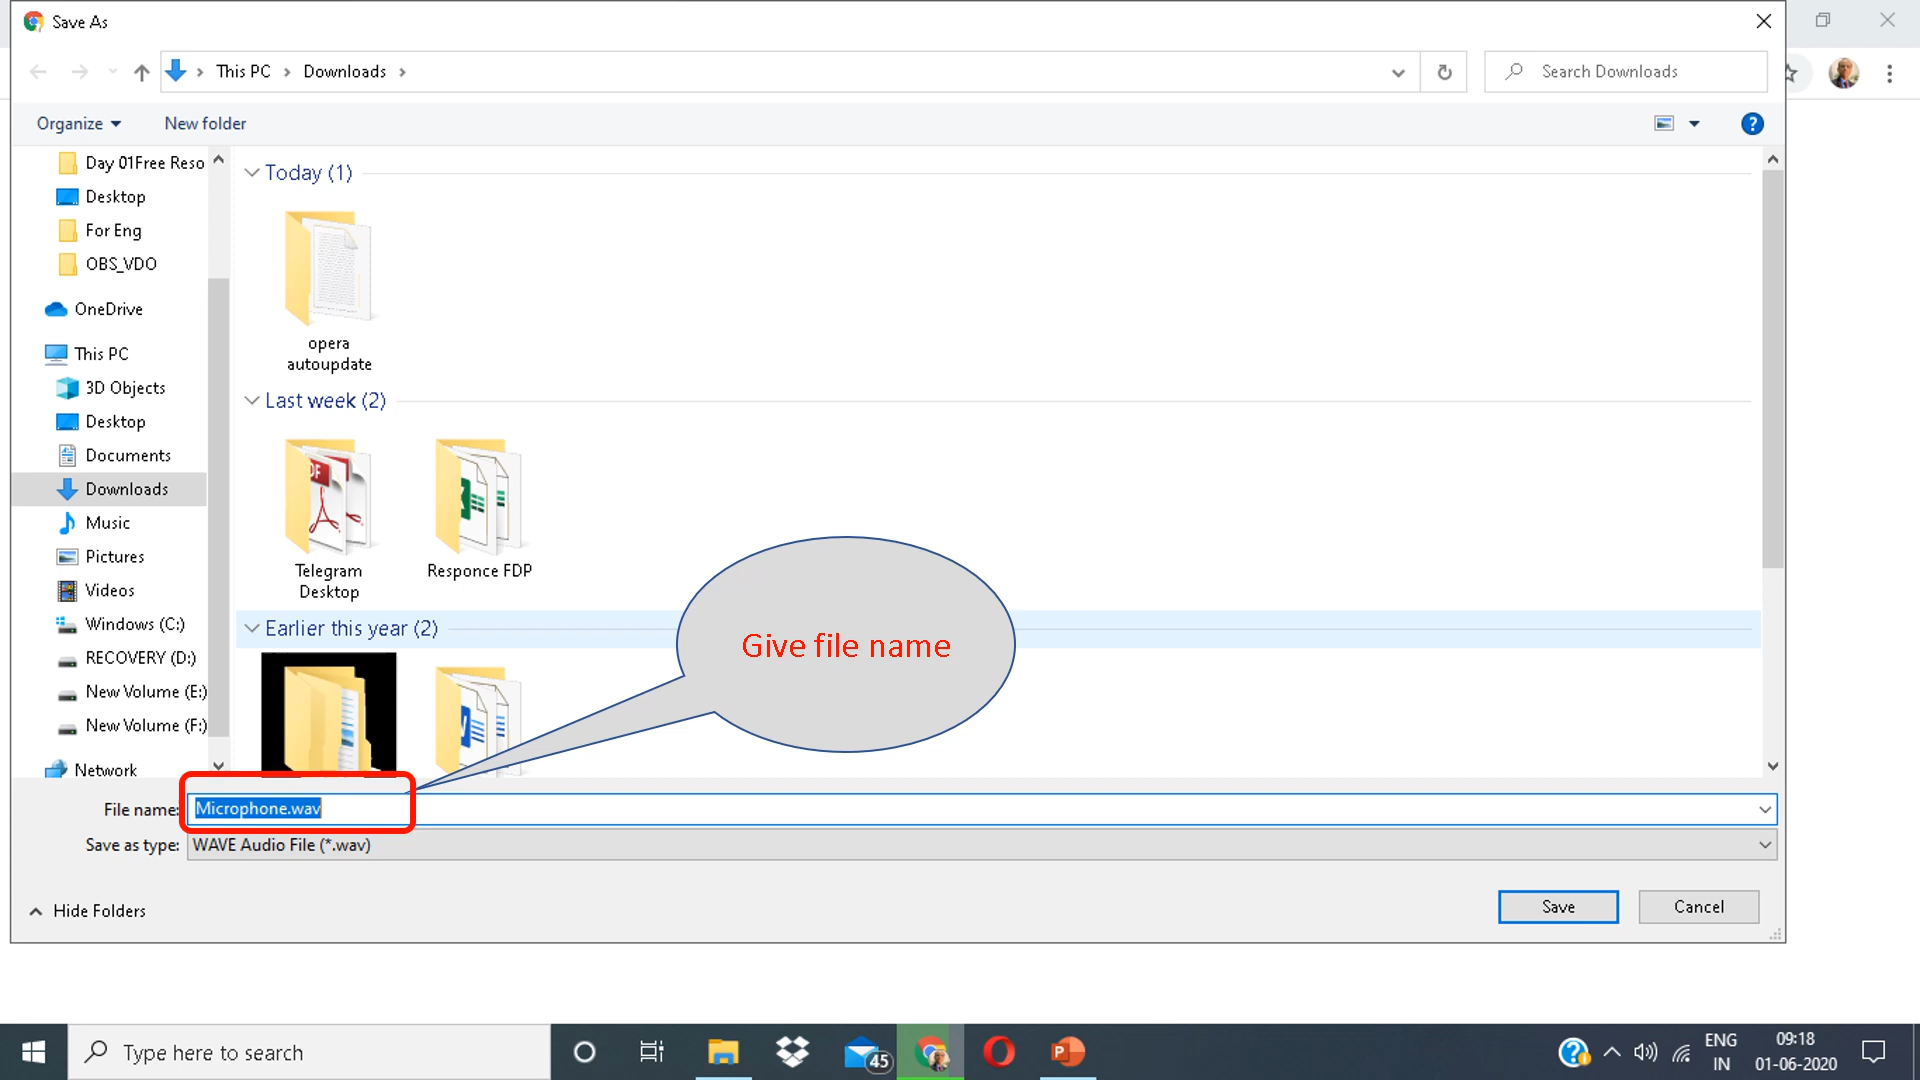 Save As
This PC
Downloads
Search Downloads
Organize
New folder
Day 01Free Reso
Desktop
For Eng
OBS_VDO
OneDrive
This PC
3D Objects
Desktop
Documents
Downloads
Music
Pictures
Videos
Windows (C:)
RECOVERY (D:)
New Volume (E:)
New Volume (F:)
Network
Today (1)
opera
autoupdate
Last week (2)
Telegram
Desktop
Responce FDP
Earlier this year (2)
Give file name
File name:
Microphone.wav
Save as type:
WAVE Audio File (*.wav)
Hide Folders
Save
Cancel
Type here to search
45
ENG
IN
09:18
01-06-2020